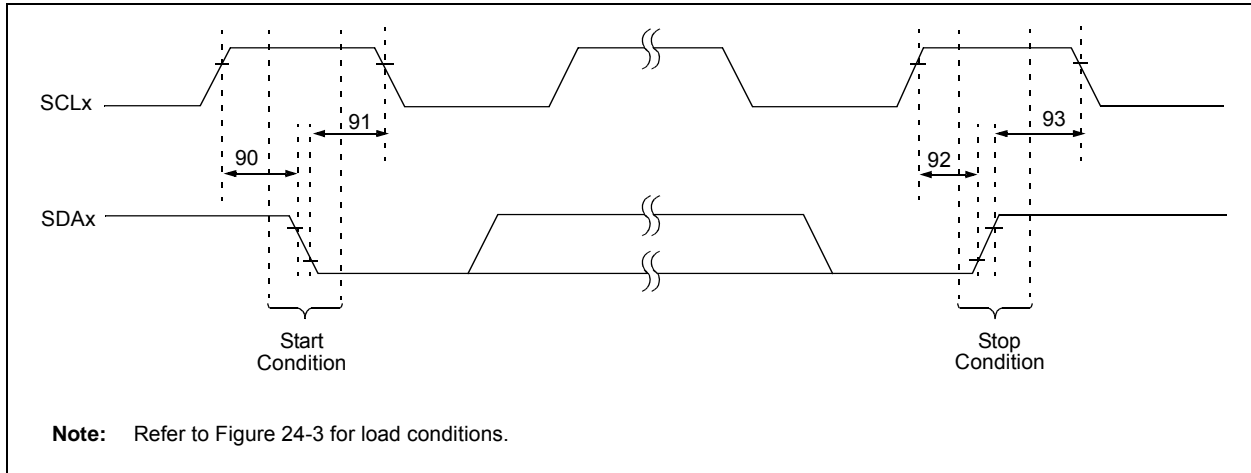 SCLx
91
93
90
92
SDAx
Start
Condition
Stop
Condition
Note: Refer to Figure 24-3 for load conditions.